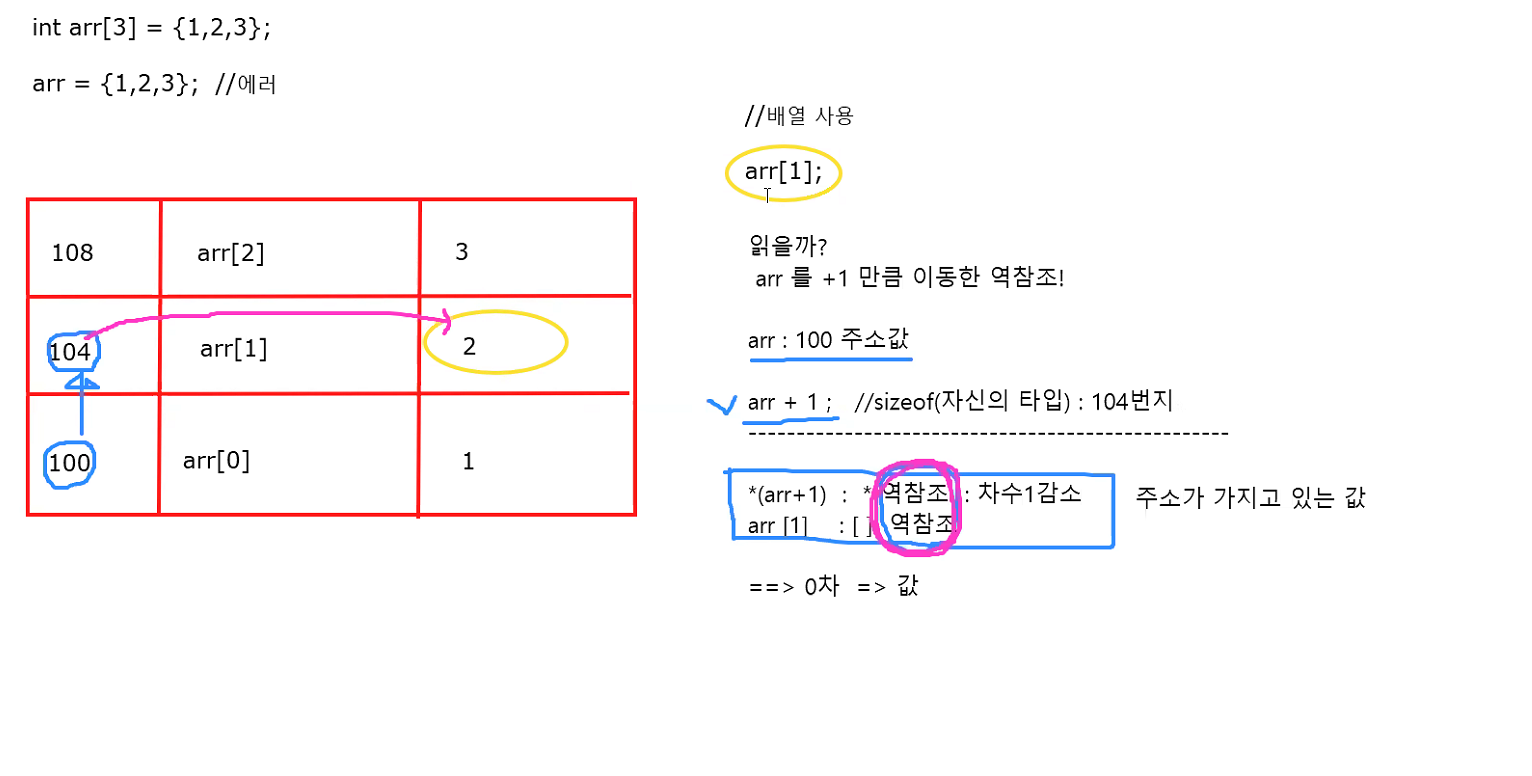 int arr[3] = {1,2,3};
arr = {1,2,3}; //에러
108 arr[2] 3
104 arr[1] 2
100 arr[0] 1
//배열 사용
arr[1];
읽을까?
arr 를 +1 만큼 이동한 역참조!
arr : 100 주소값
arr + 1 ; //sizeof(자신의 타입) : 104번지
------------------------------------------------
*(arr+1) : * 역참조 : 차수1감소 주소가 가지고 있는 값
arr [1] : [ ] 역참조
==> 0차 => 값